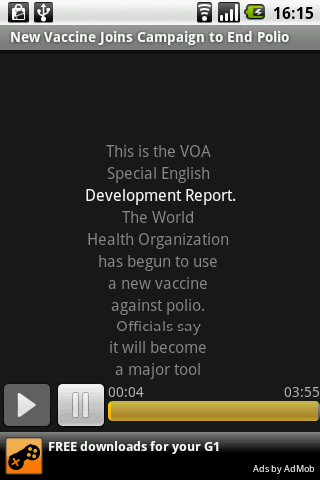 16:15
New Vaccine Joins Campaign to End Polio
This is the VOA
Special English
Development Report.
The World
Health Organization
has begun to use
a new vaccine
against polio.
Officials say
it will become
a major tool
00:04
03:55
FREE downloads for your G1
Ads by AdMob